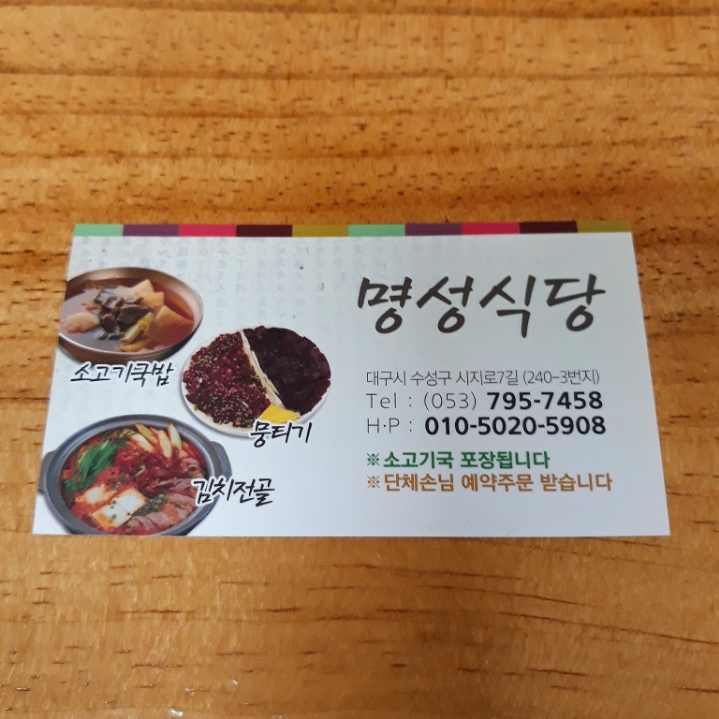 명성식당
대구시 수성구 시지로7길 (240-3번지)
Tel : (053) 795-7458
H·P : 010-5020-5908
※소고기국 포장됩니다
※단체손님 예약주문 받습니다
소고기국밥
뭉티기
김치전골